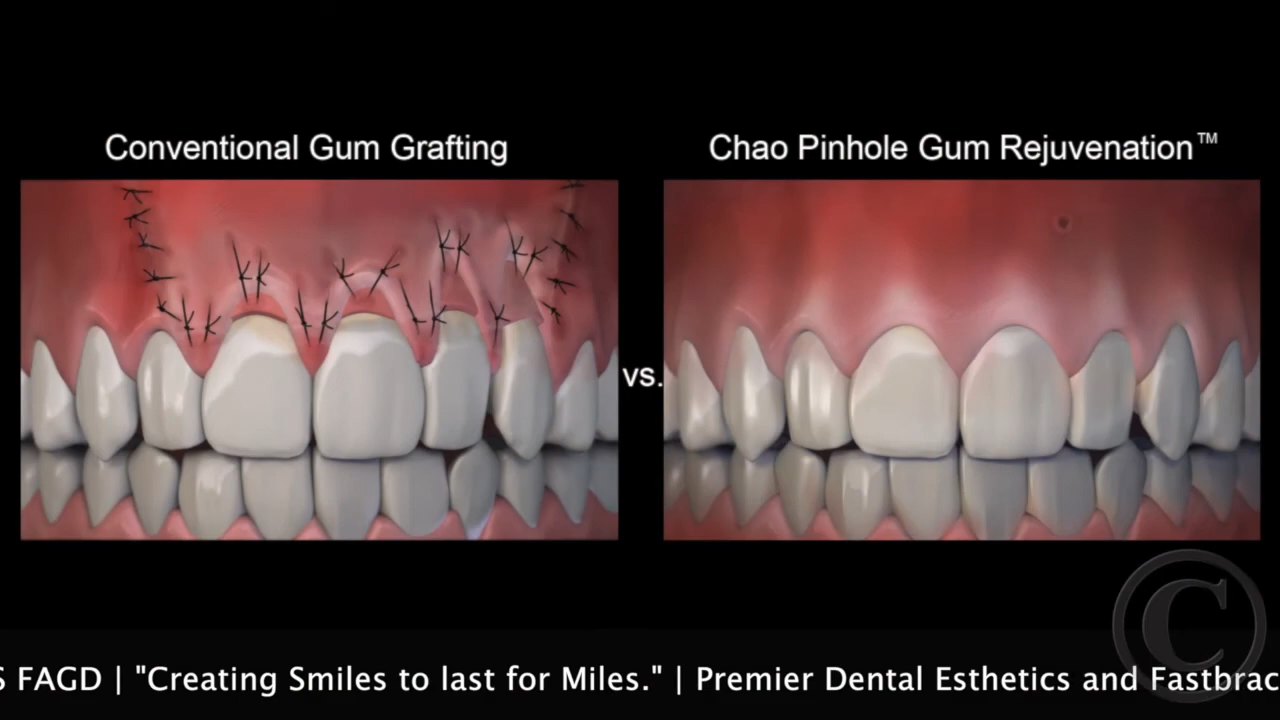 Conventional Gum Grafting
Chao Pinhole Gum Rejuvenation™
vs.
S FAGD | "Creating Smiles to last for Miles." | Premier Dental Esthetics and Fastbrac
©